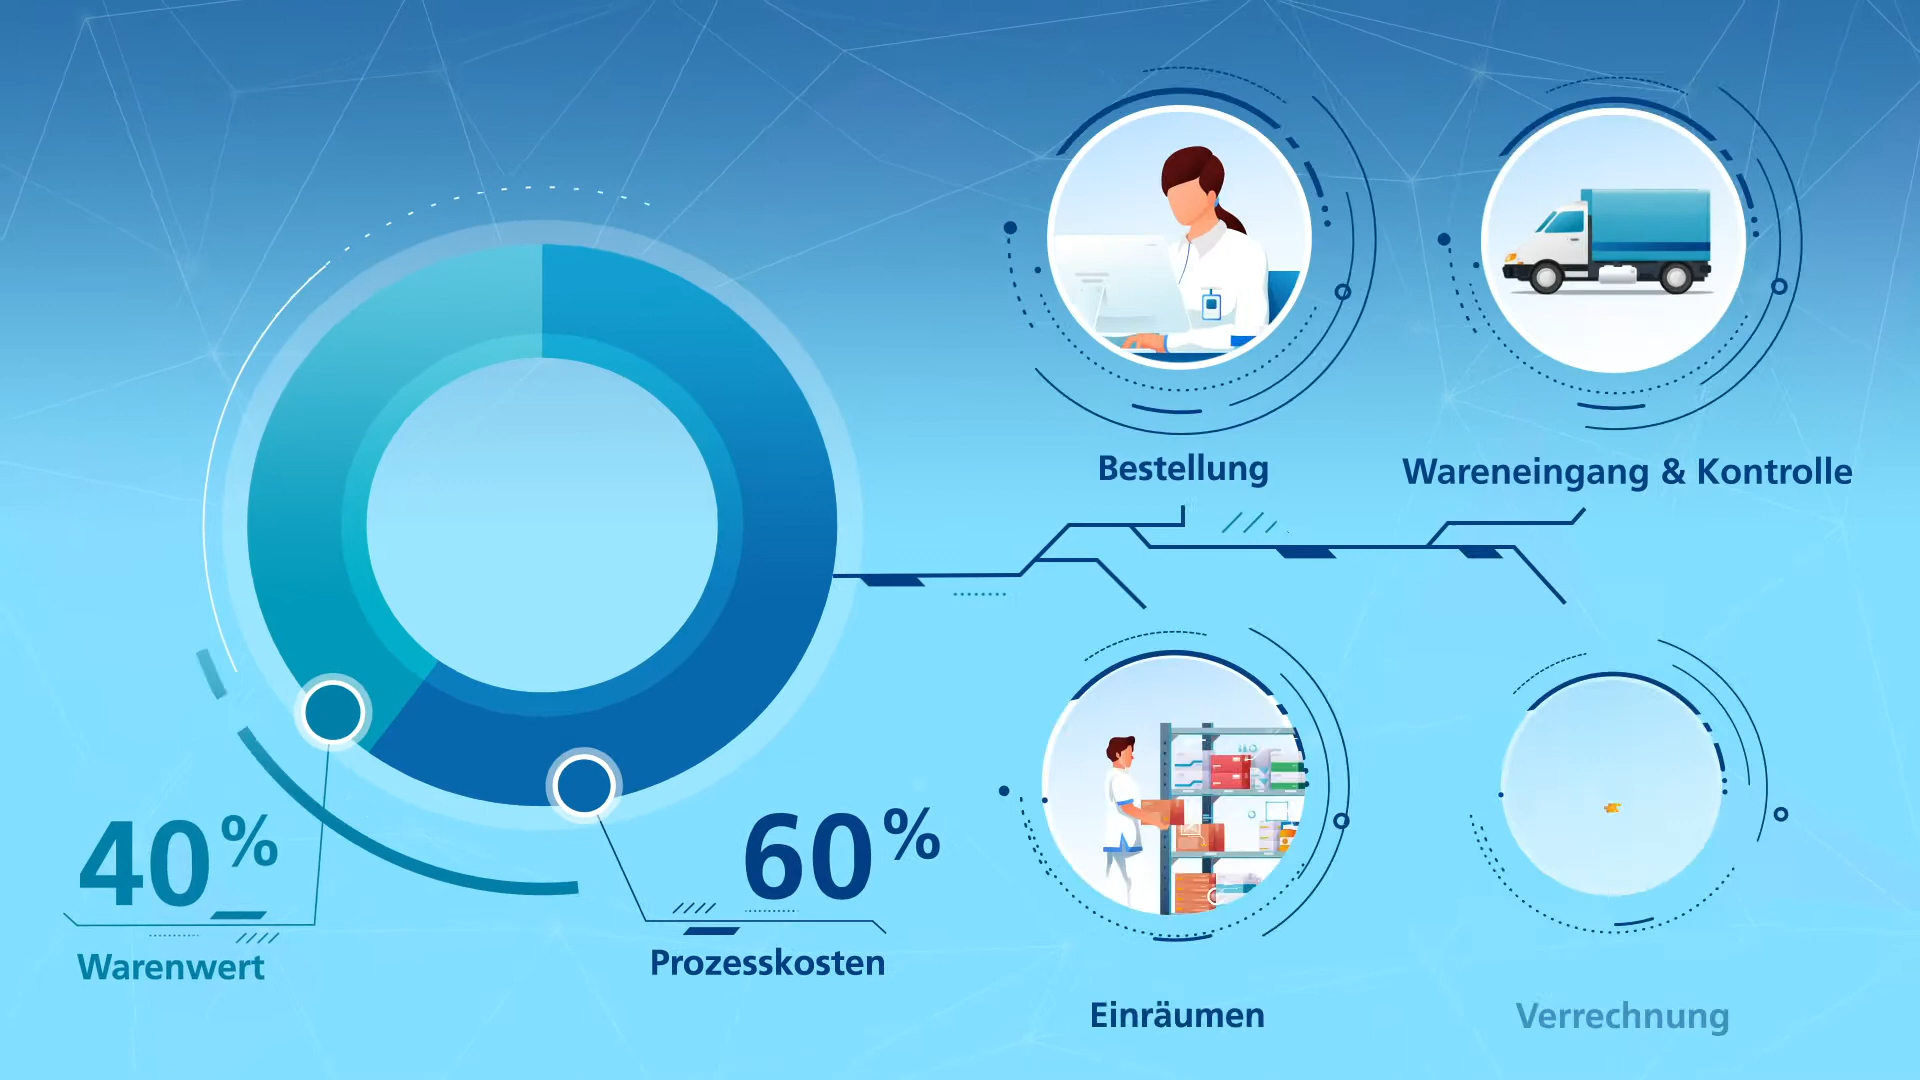 40%
Warenwert
60%
Prozesskosten
Bestellung
Wareneingang & Kontrolle
Einräumen
Verrechnung